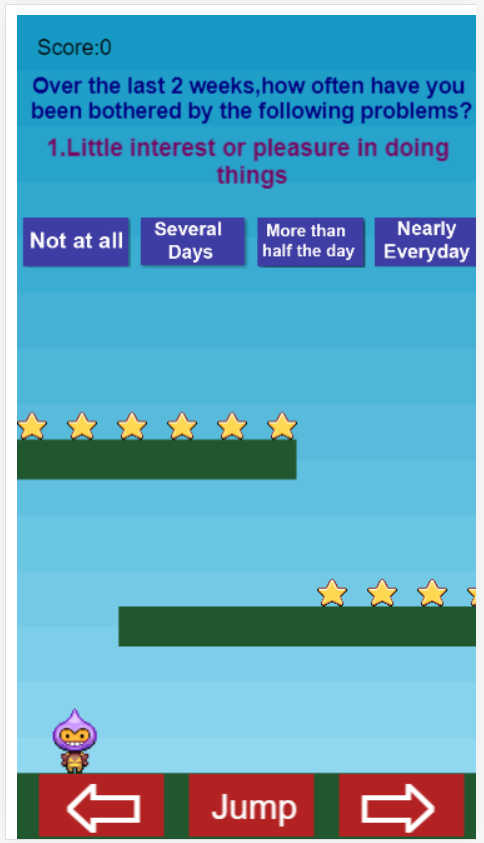 Score:0
Over the last 2 weeks,how often have you
been bothered by the following problems?
1.Little interest or pleasure in doing
things
Not at all
Several
Days
More than
half the day
Nearly
Everyday
Jump